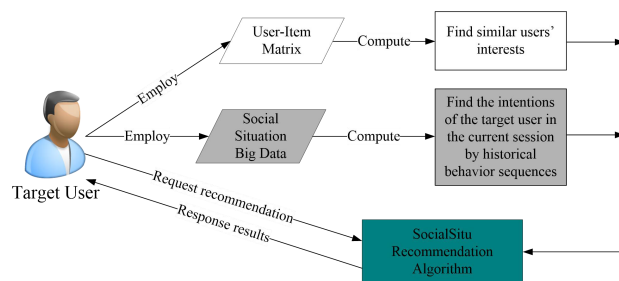 User-Item
Matrix
Compute
Find similar users'
interests
Employ
Employ
Social
Situation
Big Data
Compute
Find the intentions
of the target user in
the current session
by historical
behavior sequences
Target User
Request recommendation
Response results
SocialSitu
Recommendation
Algorithm